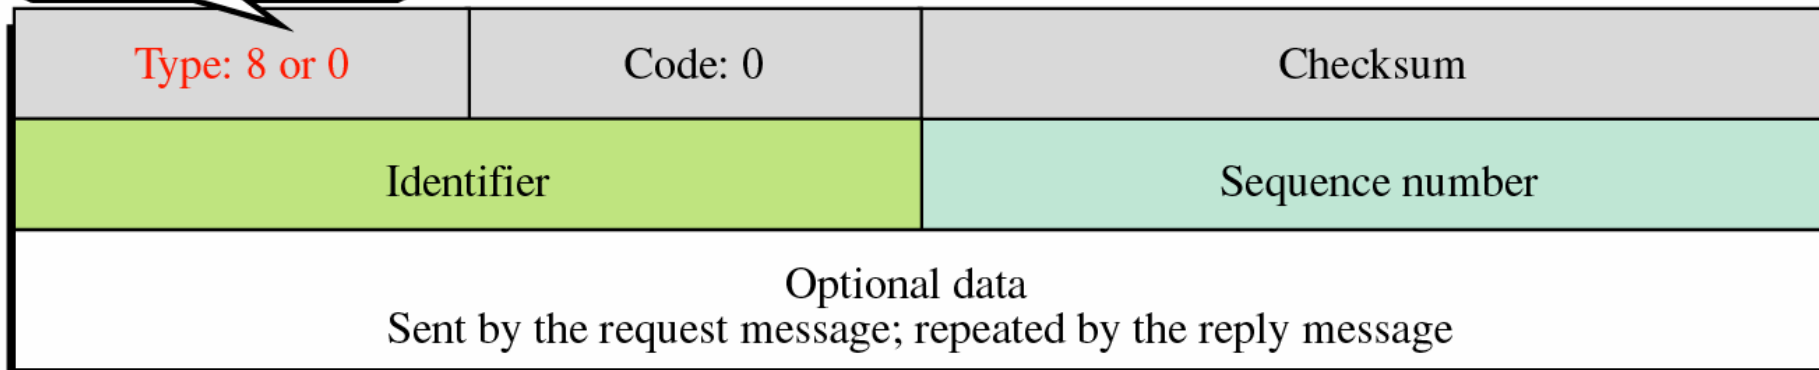 Type: 8 or 0
Code: 0
Checksum
Identifier
Sequence number
Optional data
Sent by the request message; repeated by the reply message